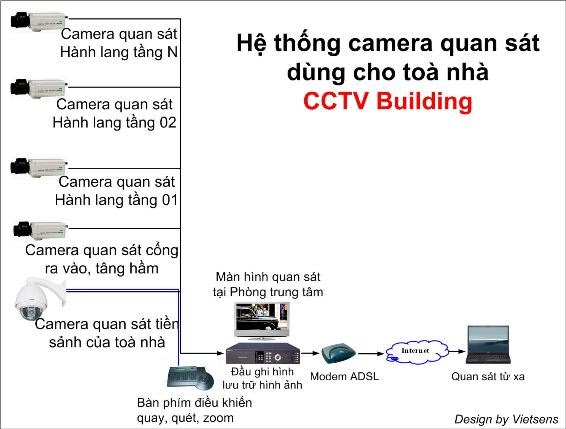 Camera quan sát
Hành lang tầng N
Hệ thống camera quan sát
dùng cho toà nhà
CCTV Building
Camera quan sát
Hành lang tầng 02
Camera quan sát
Hành lang tầng 01
Camera quan sát cổng
ra vào, tâng hầm
Camera quan sát tiền
sảnh của toà nhà
Màn hình quan sát
tại Phòng trung tâm
Đầu ghi hình
lưu trữ hình ảnh
Modem ADSL
Internet
Quan sát từ xa
Bàn phím điều khiển
quay, quét, zoom
Design by Vietsens